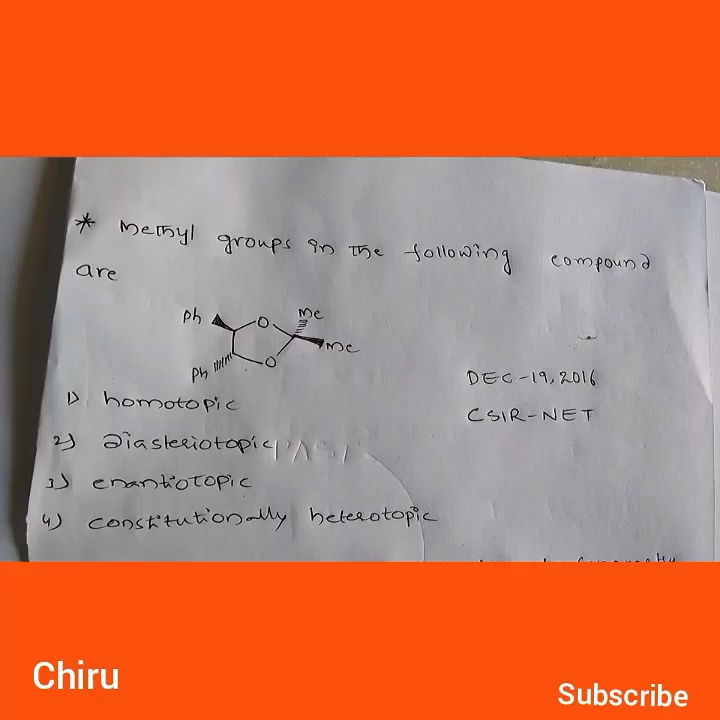 * Methyl groups in the following compound
are
Ph O Me
Me
Ph O
DEC-19, 2016
1) homotopic
CSIR-NET
2) diasteriotopic
3) enantiotopic
4) constitutionally heterotopic
Chiru
Subscribe